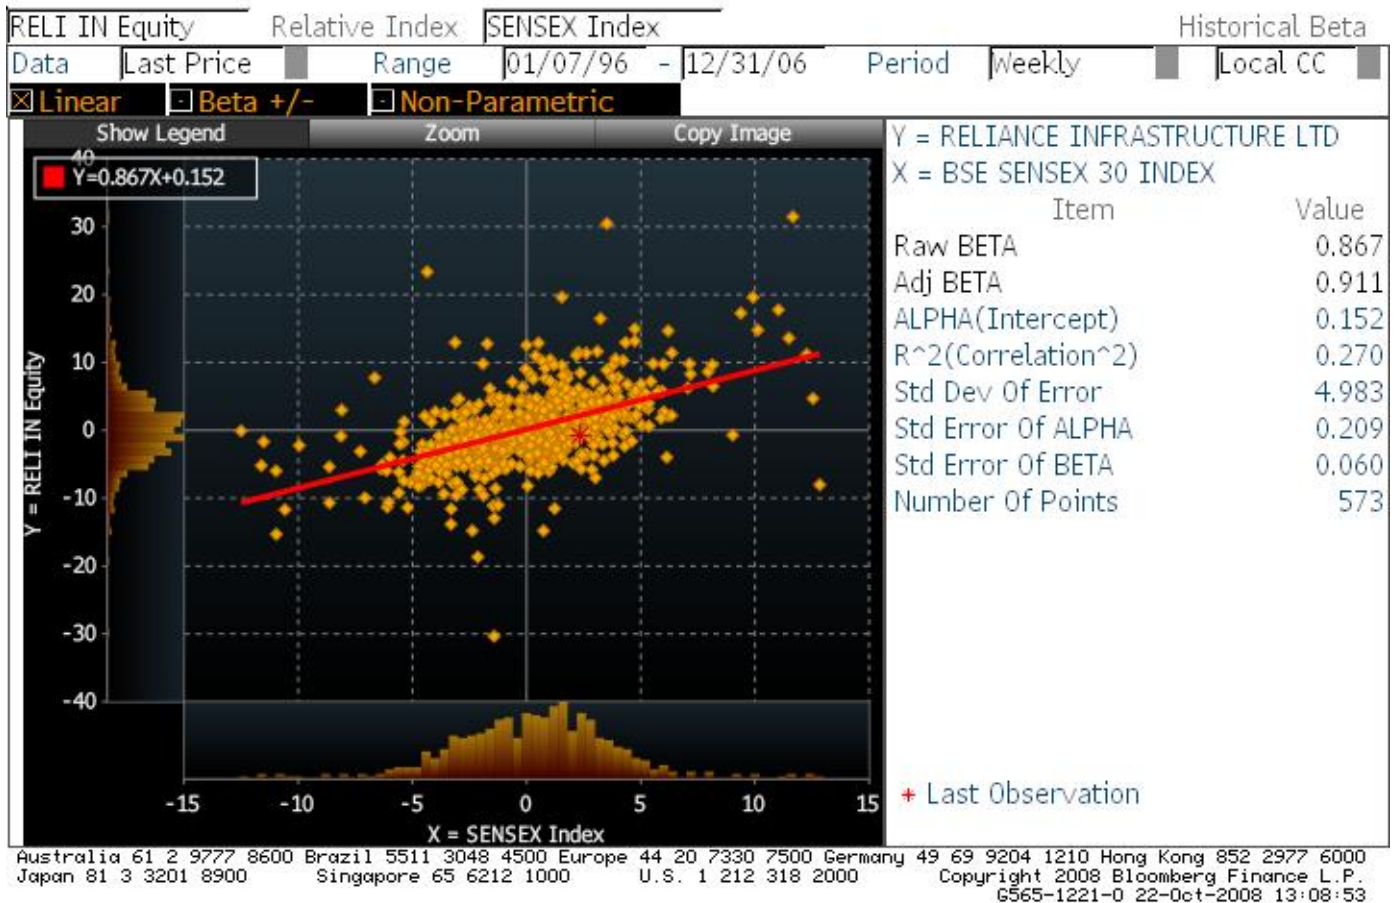 RELI IN Equity Relative Index SENSEX Index Historical Beta
Data Last Price Range 01/07/96 - 12/31/06 Period Weekly Local CC
Linear Beta +/- Non-Parametric
Show Legend Zoom Copy Image
Y=0.867X+0.152
40
30
20
10
0
-10
-20
-30
-40
Y = RELI IN Equity
-15 -10 -5 0 5 10 15
X = SENSEX Index
Y = RELIANCE INFRASTRUCTURE LTD
X = BSE SENSEX 30 INDEX
Item Value
Raw BETA 0.867
Adj BETA 0.911
ALPHA(Intercept) 0.152
R^2(Correlation^2) 0.270
Std Dev Of Error 4.983
Std Error Of ALPHA 0.209
Std Error Of BETA 0.060
Number Of Points 573
* Last Observation
Australia 61 2 9777 8600 Brazil 5511 3048 4500 Europe 44 20 7330 7500 Germany 49 69 9204 1210 Hong Kong 852 2977 6000
Japan 81 3 3201 8900 Singapore 65 6212 1000 U.S. 1 212 318 2000 Copyright 2008 Bloomberg Finance L.P.
G565-1221-0 22-Oct-2008 13:08:53